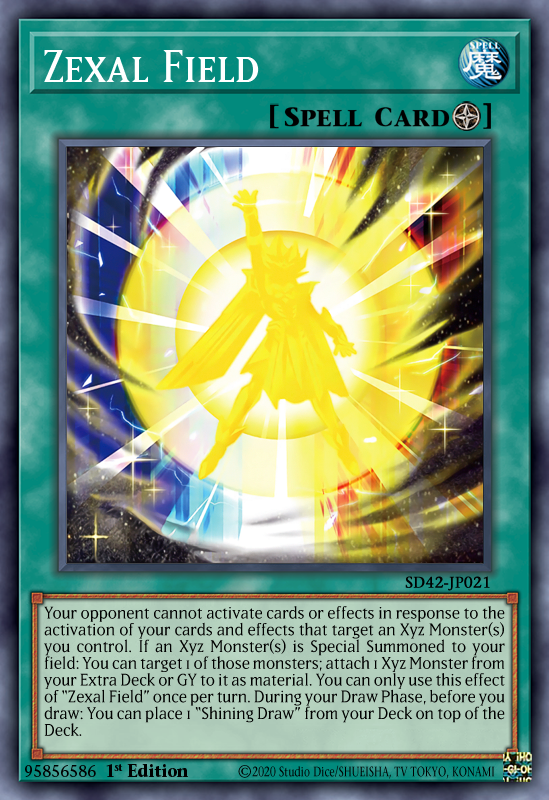 Zexal Field
SPELL
魔
[Spell Card]
SD42-JP021
Your opponent cannot activate cards or effects in response to the
activation of your cards and effects that target an Xyz Monster(s)
you control. If an Xyz Monster(s) is Special Summoned to your
field: You can target 1 of those monsters; attach 1 Xyz Monster from
your Extra Deck or GY to it as material. You can only use this effect
of "Zexal Field" once per turn. During your Draw Phase, before you
draw: You can place 1 "Shining Draw" from your Deck on top of the
Deck.
95856586 1st Edition ©2020 Studio Dice/SHUEISHA, TV TOKYO, KONAMI